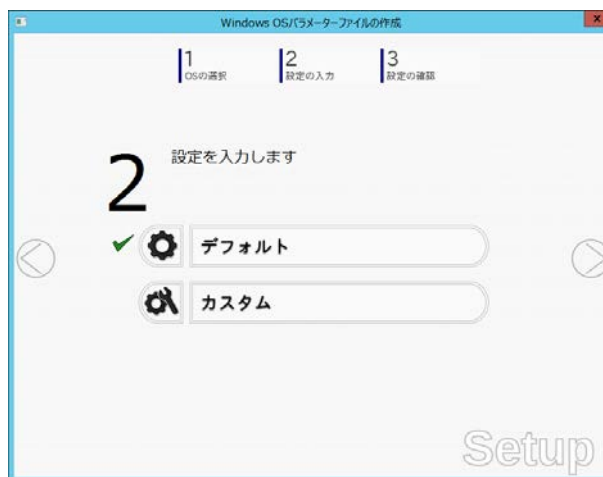 Windows OSパラメーターファイルの作成
1
OSの選択
2
設定の入力
3
設定の確認
2
設定を入力します
デフォルト
カスタム
Setup